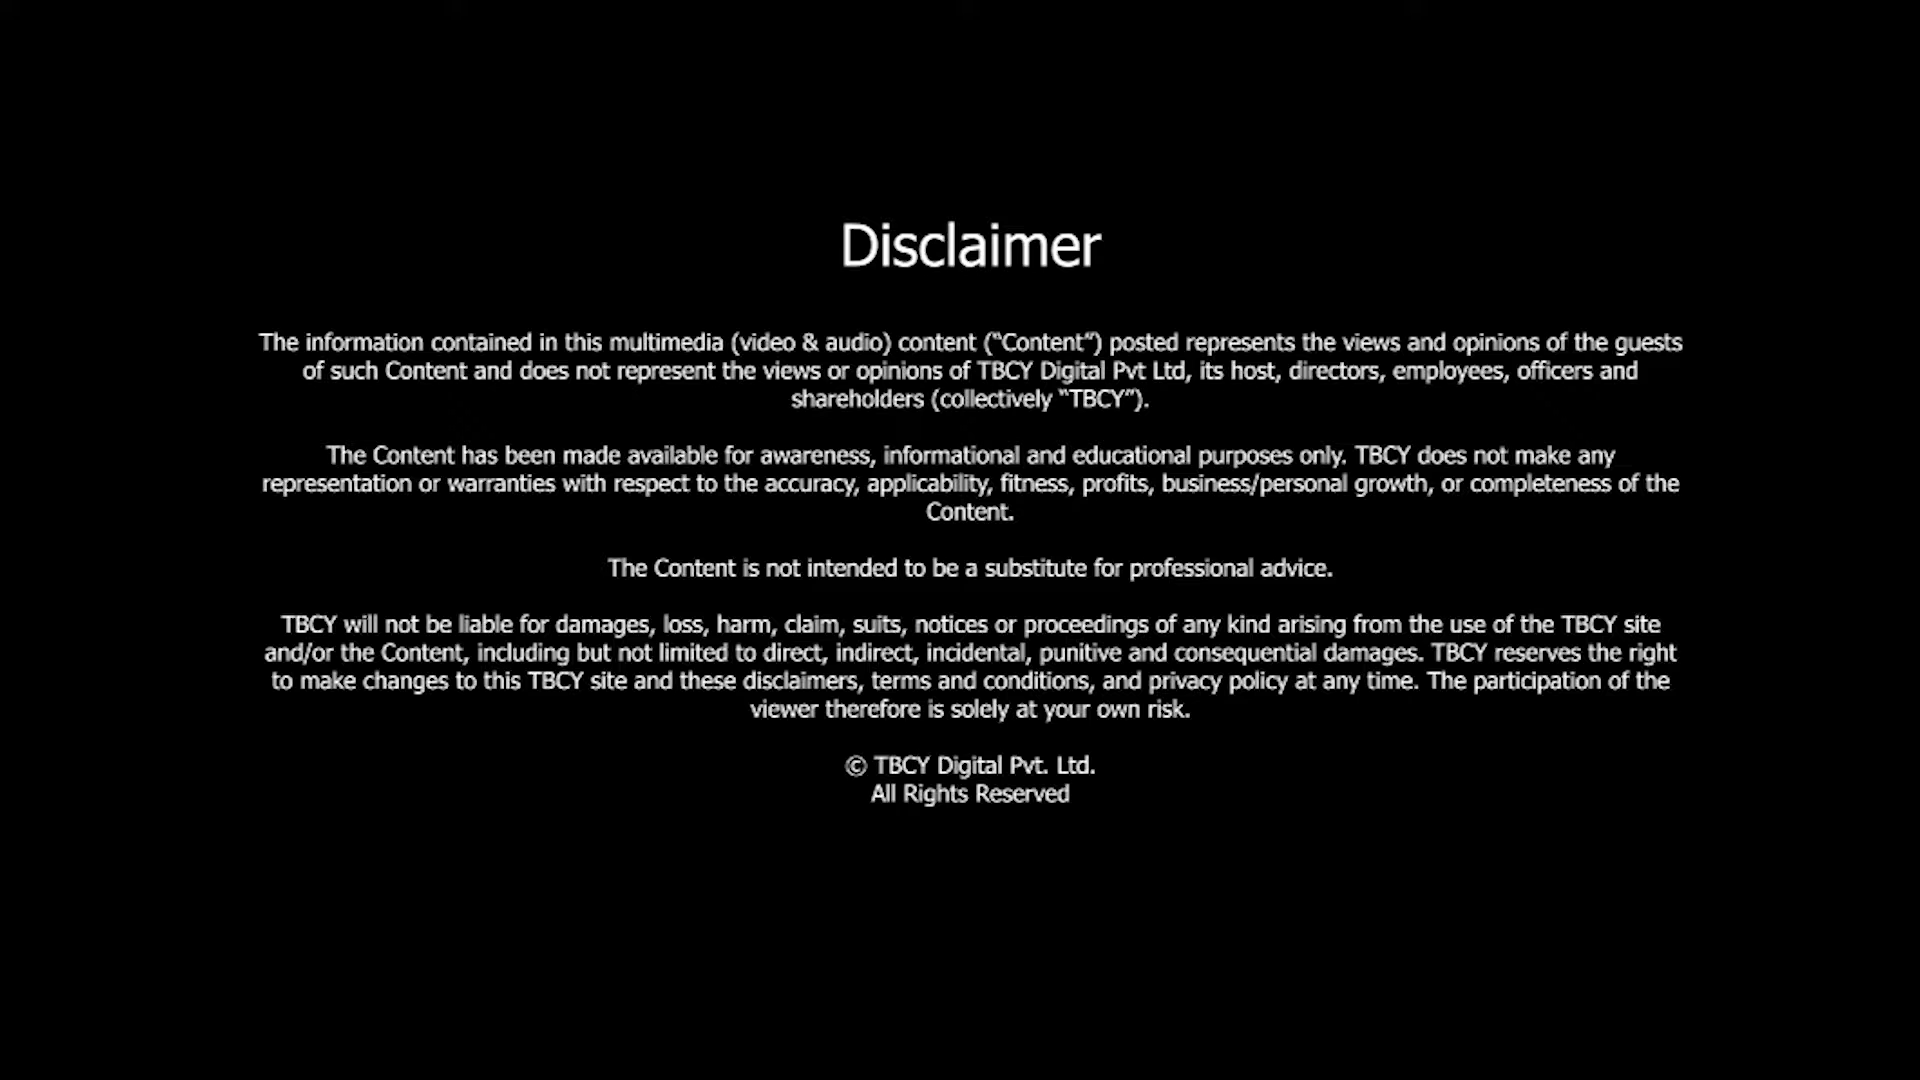 Disclaimer
The information contained in this multimedia (video & audio) content (“Content”) posted represents the views and opinions of the guests
of such Content and does not represent the views or opinions of TBCY Digital Pvt Ltd, its host, directors, employees, officers and
shareholders (collectively “TBCY”).
The Content has been made available for awareness, informational and educational purposes only. TBCY does not make any
representation or warranties with respect to the accuracy, applicability, fitness, profits, business/personal growth, or completeness of the
Content.
The Content is not intended to be a substitute for professional advice.
TBCY will not be liable for damages, loss, harm, claim, suits, notices or proceedings of any kind arising from the use of the TBCY site
and/or the Content, including but not limited to direct, indirect, incidental, punitive and consequential damages. TBCY reserves the right
to make changes to this TBCY site and these disclaimers, terms and conditions, and privacy policy at any time. The participation of the
viewer therefore is solely at your own risk.
© TBCY Digital Pvt. Ltd.
All Rights Reserved